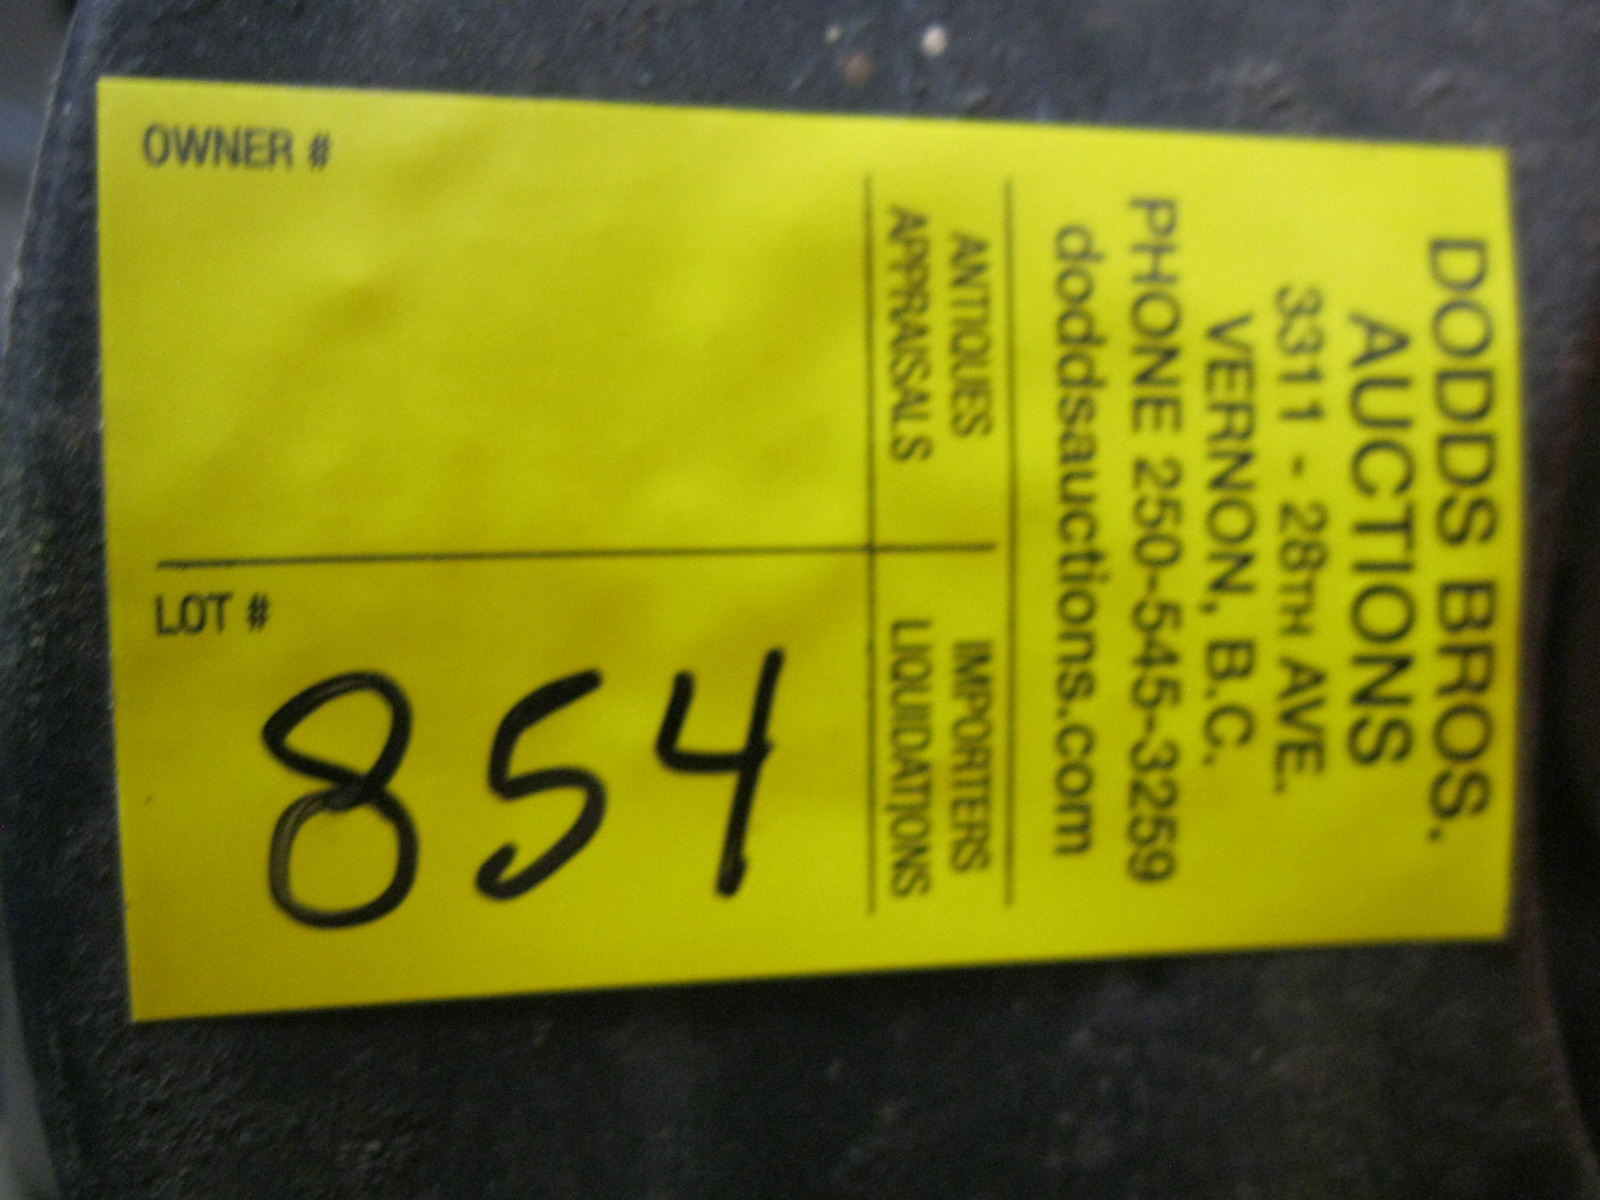 DODDS BROS.
AUCTIONS
3311 - 28TH AVE.
VERNON, B.C.
PHONE 250-545-3259
doddsauctions.com
ANTIQUES
APPRAISALS
IMPORTERS
LIQUIDATIONS
OWNER #
LOT #
854